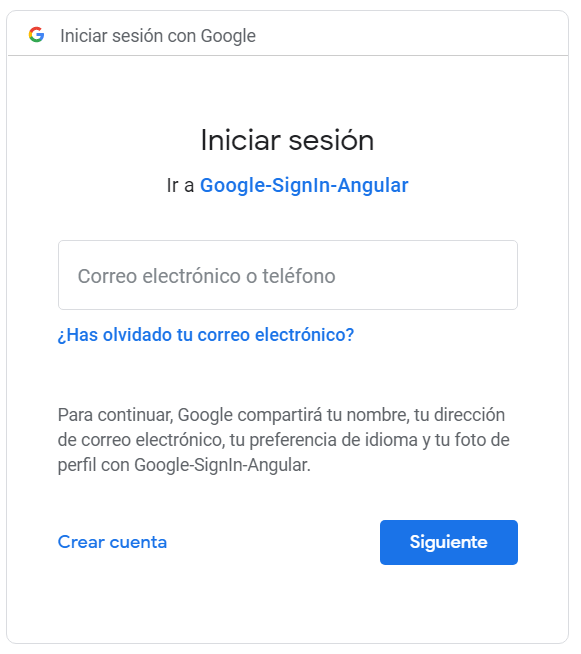 Iniciar sesión con Google
Iniciar sesión
Ir a Google-SignIn-Angular
Correo electrónico o teléfono
¿Has olvidado tu correo electrónico?
Para continuar, Google compartirá tu nombre, tu dirección
de correo electrónico, tu preferencia de idioma y tu foto de
perfil con Google-SignIn-Angular.
Crear cuenta
Siguiente